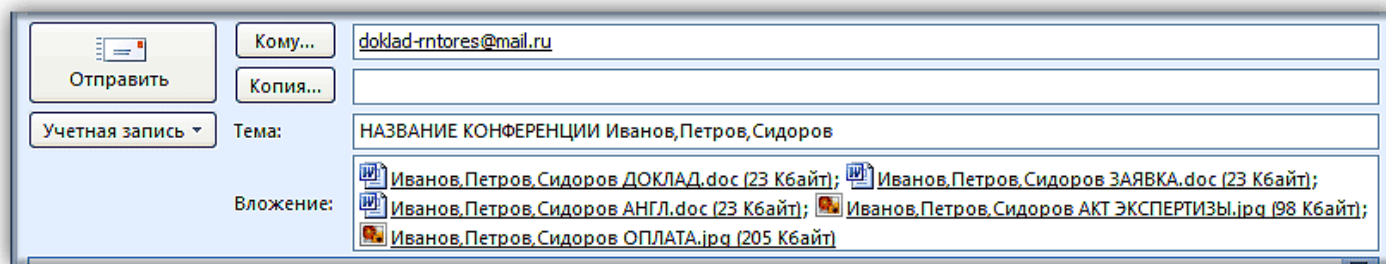 Отправить
Кому...
doklad-rntores@mail.ru
Копия...
Учетная запись
Тема:
НАЗВАНИЕ КОНФЕРЕНЦИИ Иванов,Петров,Сидоров
Вложение:
Иванов,Петров,Сидоров ДОКЛАД.doc (23 Кбайт); Иванов,Петров,Сидоров ЗАЯВКА.doc (23 Кбайт);
Иванов,Петров,Сидоров АНГЛ.doc (23 Кбайт); Иванов,Петров,Сидоров АКТ ЭКСПЕРТИЗЫ.jpg (98 Кбайт);
Иванов,Петров,Сидоров ОПЛАТА.jpg (205 Кбайт)